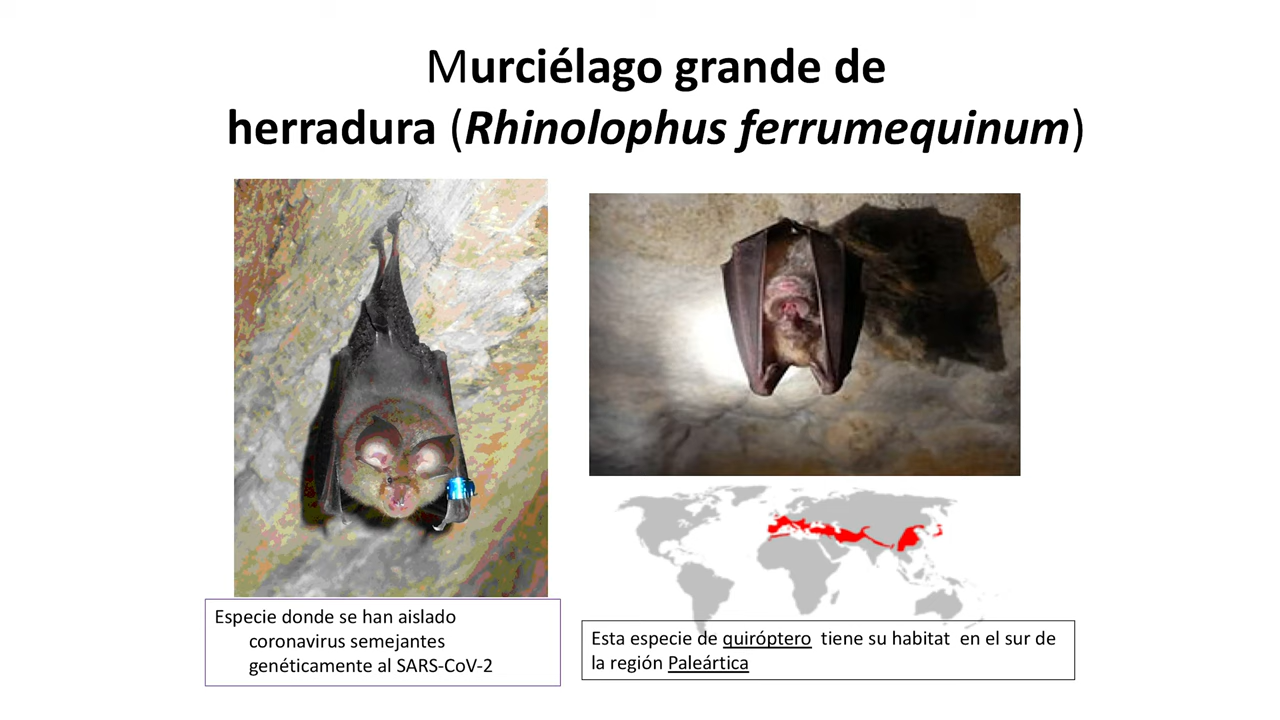 Murciélago grande de
herradura (Rhinolophus ferrumequinum)
Especie donde se han aislado
coronavirus semejantes
genéticamente al SARS-CoV-2
Esta especie de quiróptero tiene su habitat en el sur de
la región Paleártica